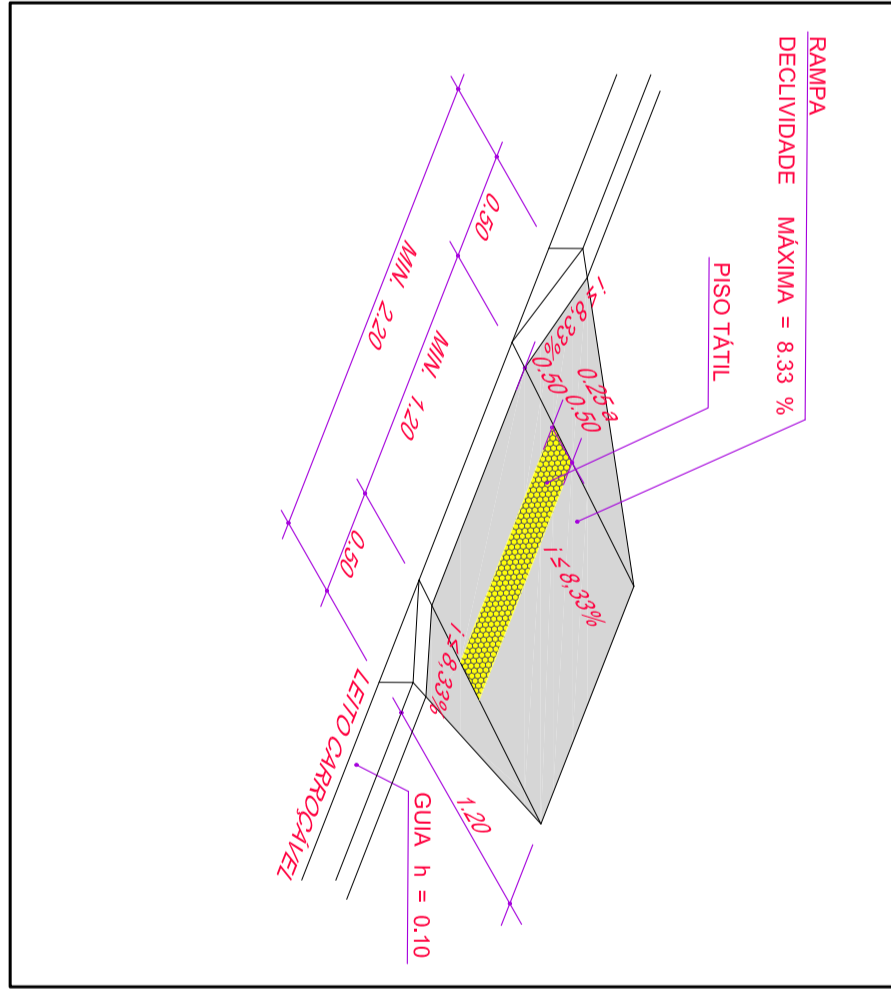 RAMPA
DECLIVIDADE MÁXIMA = 8.33 %
PISO TÁTIL
i ≤ 8,33%
0.25 a
0.50
0.50
i ≤ 8,33%
i ≤ 8,33%
0.50
MIN. 1.20
0.50
MIN. 2.20
1.20
GUIA h = 0.10
LEITO CARROÇÁVEL